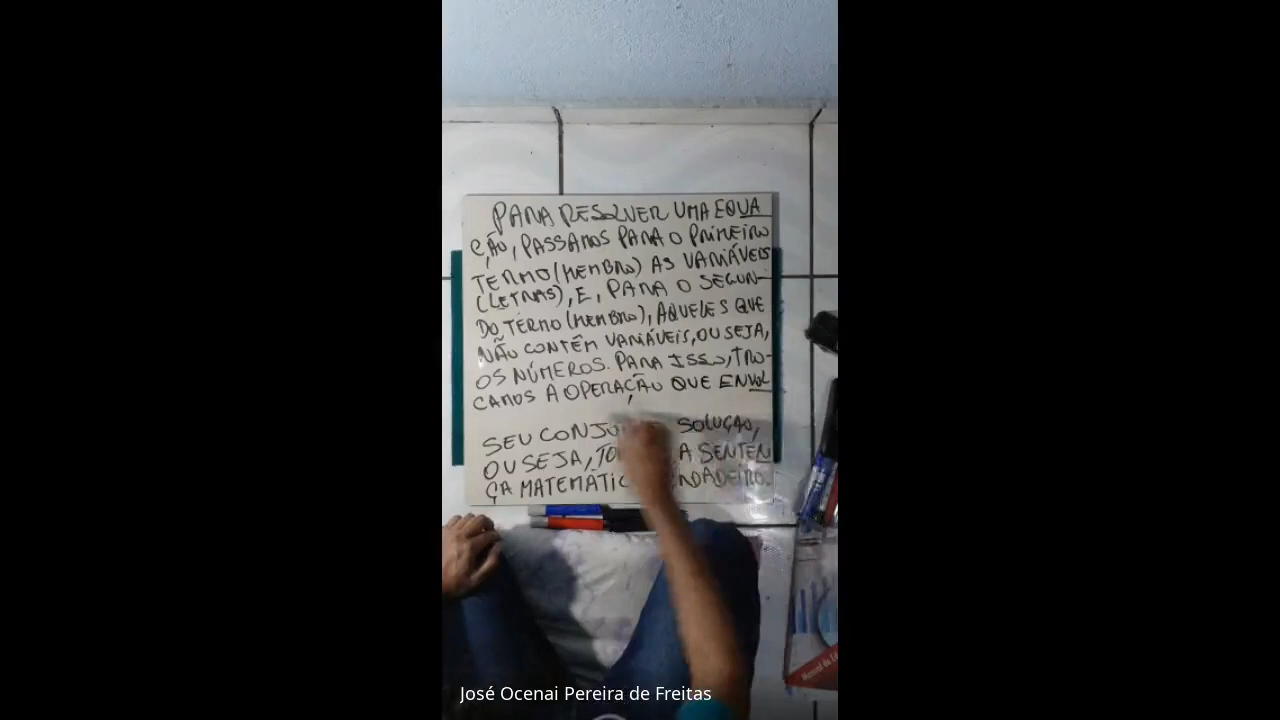 PARA RESOLVER UMA EQUA
ÇÃO, PASSAMOS PARA O PRIMEIRO
TERMO (MEMBRO) AS VARIÁVEIS
(LETRAS), E, PARA O SEGUN-
DO TERMO (MEMBRO), AQUELES QUE
NÃO CONTÊM VARIÁVEIS, OU SEJA,
OS NÚMEROS. PARA ISSO, TRO-
CAMOS A OPERAÇÃO QUE ENVOL
SEU CONJU SOLUÇÃO,
OU SEJA, A SENTEN
ÇA MATEMÁTIC
José Ocenai Pereira de Freitas